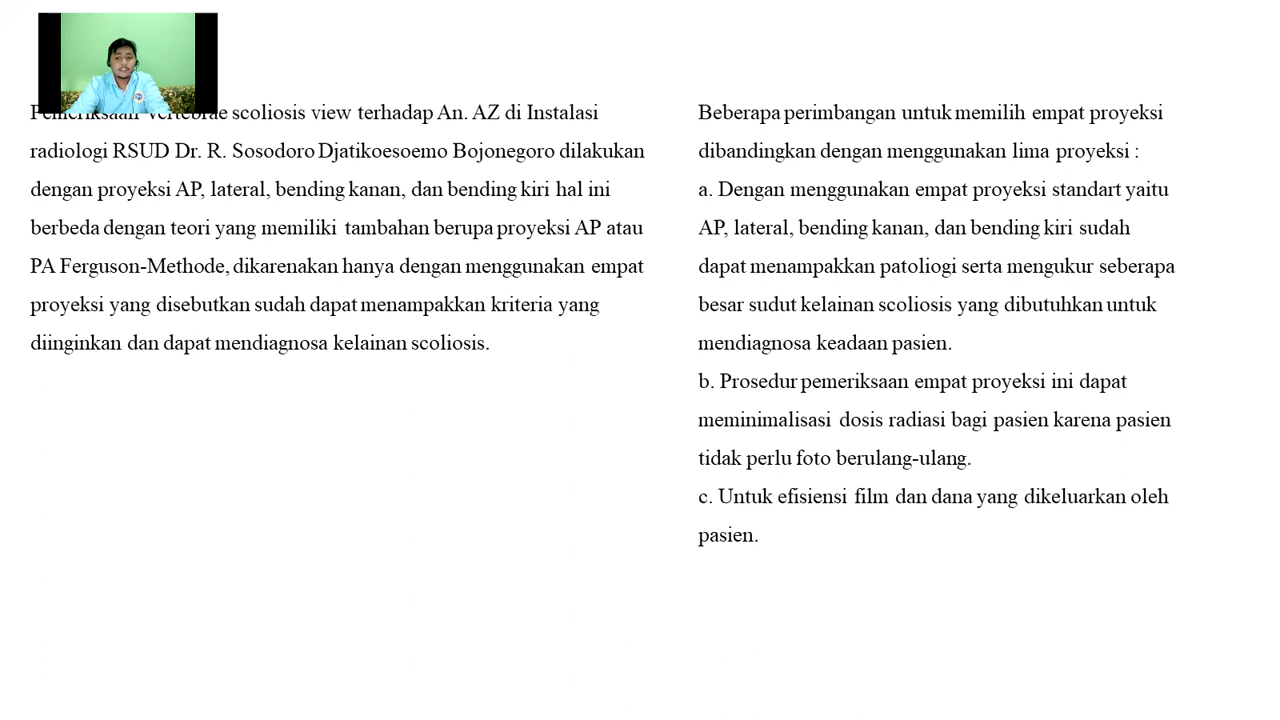 Pemeriksaan vertebrae scoliosis view terhadap An. AZ di Instalasi
radiologi RSUD Dr. R. Sosodoro Djatikoesoemo Bojonegoro dilakukan
dengan proyeksi AP, lateral, bending kanan, dan bending kiri hal ini
berbeda dengan teori yang memiliki tambahan berupa proyeksi AP atau
PA Ferguson-Methode, dikarenakan hanya dengan menggunakan empat
proyeksi yang disebutkan sudah dapat menampakkan kriteria yang
diinginkan dan dapat mendiagnosa kelainan scoliosis.
Beberapa perimbangan untuk memilih empat proyeksi
dibandingkan dengan menggunakan lima proyeksi :
a. Dengan menggunakan empat proyeksi standart yaitu
AP, lateral, bending kanan, dan bending kiri sudah
dapat menampakkan patoliogi serta mengukur seberapa
besar sudut kelainan scoliosis yang dibutuhkan untuk
mendiagnosa keadaan pasien.
b. Prosedur pemeriksaan empat proyeksi ini dapat
meminimalisasi dosis radiasi bagi pasien karena pasien
tidak perlu foto berulang-ulang.
c. Untuk efisiensi film dan dana yang dikeluarkan oleh
pasien.